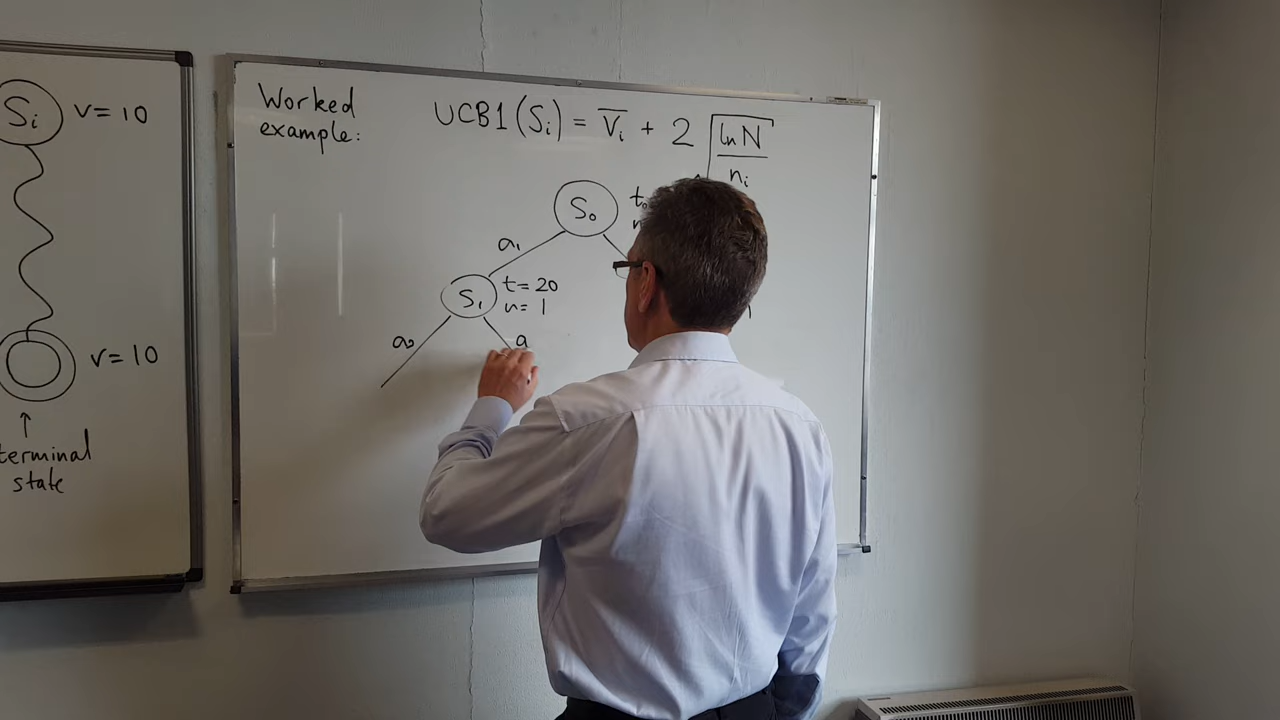 Si v=10
v=10
↑
terminal
state
Worked
example:
UCB1(Si) = V̅i + 2 √(ln N / ni)
S₀
a₁
S₁ t=20
n=1
a₀
a